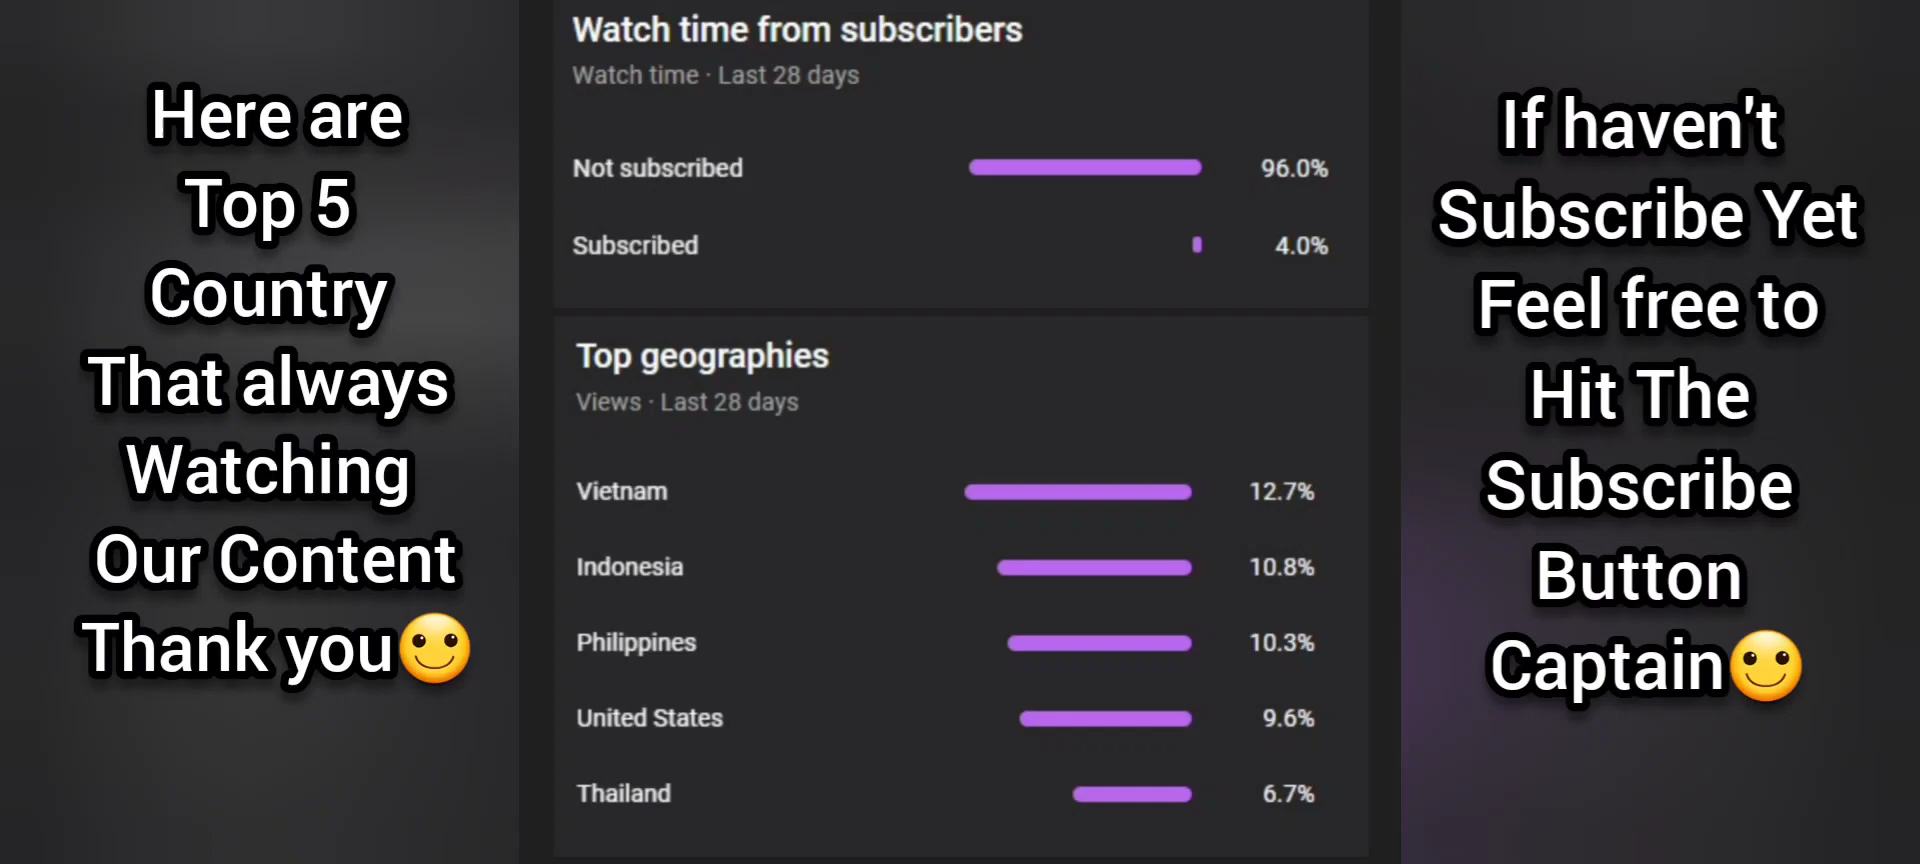 Here are
Top 5
Country
That always
Watching
Our Content
Thank you🙂
Watch time from subscribers
Watch time · Last 28 days
Not subscribed 96.0%
Subscribed 4.0%
Top geographies
Views · Last 28 days
Vietnam 12.7%
Indonesia 10.8%
Philippines 10.3%
United States 9.6%
Thailand 6.7%
If haven't
Subscribe Yet
Feel free to
Hit The
Subscribe
Button
Captain🙂